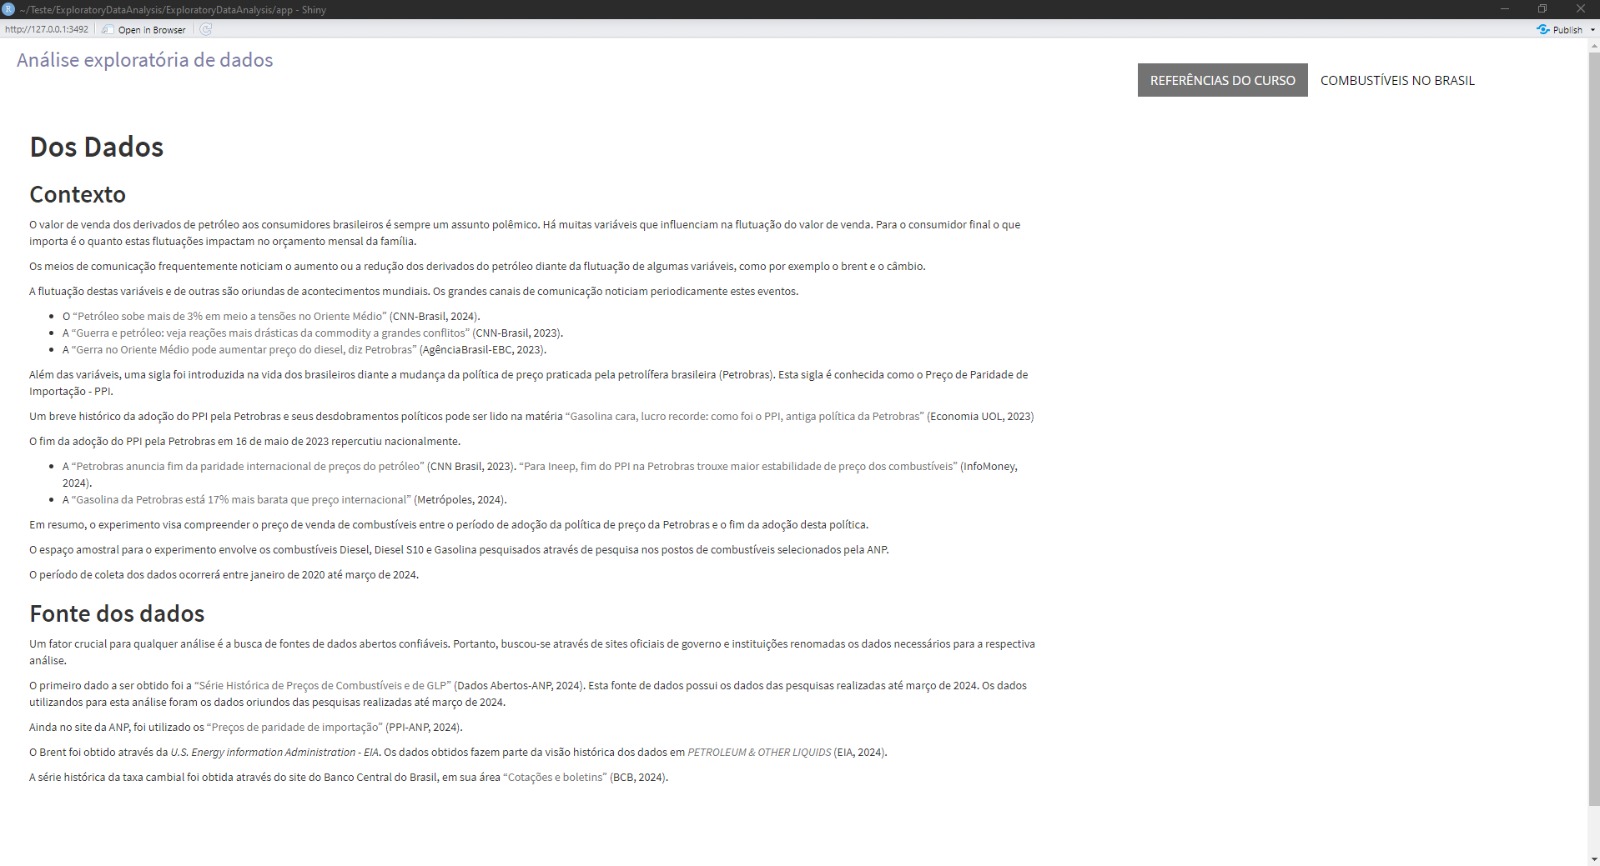 ~/Teste/ExploratoryDataAnalysis/ExploratoryDataAnalysis/app - Shiny
http://127.0.0.1:3492 Open in Browser Publish
Análise exploratória de dados
REFERÊNCIAS DO CURSO COMBUSTÍVEIS NO BRASIL
Dos Dados
Contexto
O valor de venda dos derivados de petróleo aos consumidores brasileiros é sempre um assunto polêmico. Há muitas variáveis que influenciam na flutuação do valor de venda. Para o consumidor final o que
importa é o quanto estas flutuações impactam no orçamento mensal da família.
Os meios de comunicação frequentemente noticiam o aumento ou a redução dos derivados do petróleo diante da flutuação de algumas variáveis, como por exemplo o brent e o câmbio.
A flutuação destas variáveis e de outras são oriundas de acontecimentos mundiais. Os grandes canais de comunicação noticiam periodicamente estes eventos.
• O “Petróleo sobe mais de 3% em meio a tensões no Oriente Médio” (CNN-Brasil, 2024).
• A “Guerra e petróleo: veja reações mais drásticas da commodity a grandes conflitos” (CNN-Brasil, 2023).
• A “Gerra no Oriente Médio pode aumentar preço do diesel, diz Petrobras” (AgênciaBrasil-EBC, 2023).
Além das variáveis, uma sigla foi introduzida na vida dos brasileiros diante a mudança da política de preço praticada pela petrolífera brasileira (Petrobras). Esta sigla é conhecida como o Preço de Paridade de
Importação - PPI.
Um breve histórico da adoção do PPI pela Petrobras e seus desdobramentos políticos pode ser lido na matéria “Gasolina cara, lucro recorde: como foi o PPI, antiga política da Petrobras” (Economia UOL, 2023)
O fim da adoção do PPI pela Petrobras em 16 de maio de 2023 repercutiu nacionalmente.
• A “Petrobras anuncia fim da paridade internacional de preços do petróleo” (CNN Brasil, 2023). “Para Ineep, fim do PPI na Petrobras trouxe maior estabilidade de preço dos combustíveis” (InfoMoney,
2024).
• A “Gasolina da Petrobras está 17% mais barata que preço internacional” (Metrópoles, 2024).
Em resumo, o experimento visa compreender o preço de venda de combustíveis entre o período de adoção da política de preço da Petrobras e o fim da adoção desta política.
O espaço amostral para o experimento envolve os combustíveis Diesel, Diesel S10 e Gasolina pesquisados através de pesquisa nos postos de combustíveis selecionados pela ANP.
O período de coleta dos dados ocorrerá entre janeiro de 2020 até março de 2024.
Fonte dos dados
Um fator crucial para qualquer análise é a busca de fontes de dados abertos confiáveis. Portanto, buscou-se através de sites oficiais de governo e instituições renomadas os dados necessários para a respectiva
análise.
O primeiro dado a ser obtido foi a “Série Histórica de Preços de Combustíveis e de GLP” (Dados Abertos-ANP, 2024). Esta fonte de dados possui os dados das pesquisas realizadas até março de 2024. Os dados
utilizandos para esta análise foram os dados oriundos das pesquisas realizadas até março de 2024.
Ainda no site da ANP, foi utilizado os “Preços de paridade de importação” (PPI-ANP, 2024).
O Brent foi obtido através da U.S. Energy information Administration - EIA. Os dados obtidos fazem parte da visão histórica dos dados em PETROLEUM & OTHER LIQUIDS (EIA, 2024).
A série histórica da taxa cambial foi obtida através do site do Banco Central do Brasil, em sua área “Cotações e boletins” (BCB, 2024).